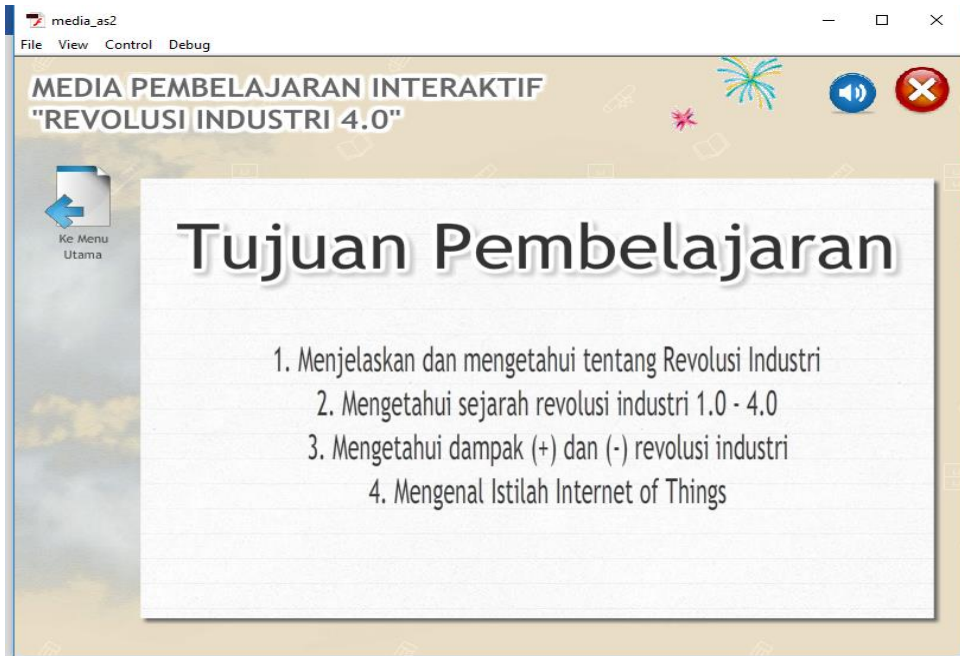 media_as2
File View Control Debug
MEDIA PEMBELAJARAN INTERAKTIF
"REVOLUSI INDUSTRI 4.0"
Ke Menu
Utama
Tujuan Pembelajaran
1. Menjelaskan dan mengetahui tentang Revolusi Industri
2. Mengetahui sejarah revolusi industri 1.0 - 4.0
3. Mengetahui dampak (+) dan (-) revolusi industri
4. Mengenal Istilah Internet of Things